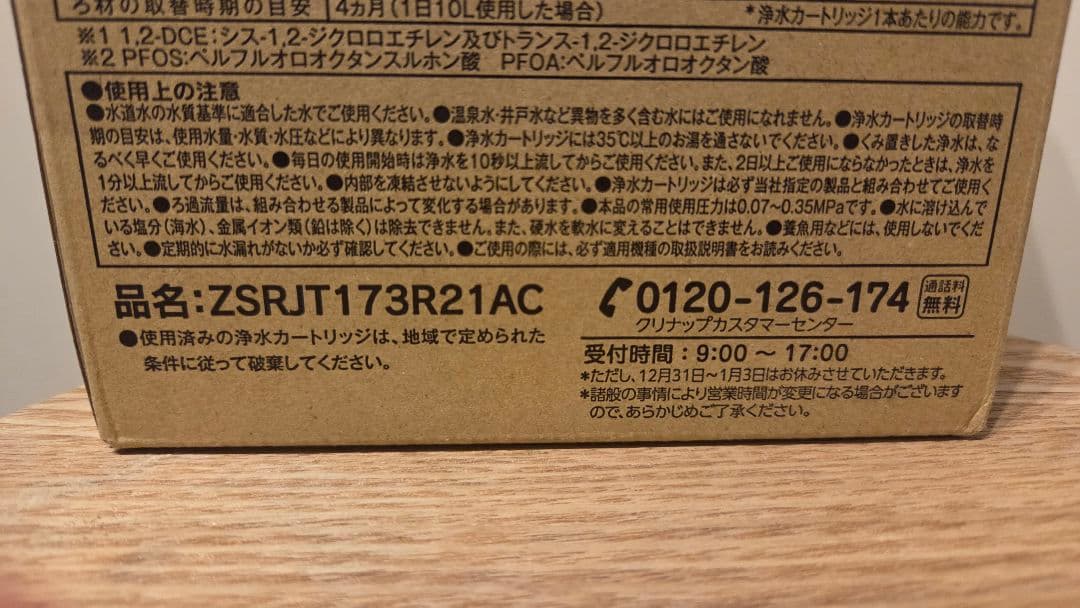 ろ材の取替時期の目安 4ヵ月(1日10L使用した場合)
*浄水カートリッジ1本あたりの能力です。
※1 1,2-DCE:シス-1,2-ジクロロエチレン及びトランス-1,2-ジクロロエチレン
※2 PFOS:ペルフルオロオクタンスルホン酸 PFOA:ペルフルオロオクタン酸
●使用上の注意
●水道水の水質基準に適合した水でご使用ください。●温泉水・井戸水など異物を多く含む水にはご使用になれません。●浄水カートリッジの取替時
期の目安は、使用水量・水質・水圧などにより異なります。●浄水カートリッジには35℃以上のお湯を通さないでください。●くみ置きした浄水は、な
るべく早くご使用ください。●毎日の使用開始時は浄水を10秒以上流してからご使用ください。また、2日以上ご使用にならなかったときは、浄水を
1分以上流してからご使用ください。●内部を凍結させないようにしてください。●浄水カートリッジは必ず当社指定の製品と組み合わせてご使用く
ださい。●ろ過流量は、組み合わせる製品によって変化する場合があります。●本品の常用使用圧力は0.07~0.35MPaです。●水に溶け込んで
いる塩分(海水)、金属イオン類(鉛は除く)は除去できません。また、硬水を軟水に変えることはできません。●養魚用などには、使用しないでくだ
さい。●定期的に水漏れがないか必ず確認してください。●ご使用の際には、必ず適用機種の取扱説明書をお読みください。
品名:ZSRJT173R21AC
●使用済みの浄水カートリッジは、地域で定められた
条件に従って破棄してください。
0120-126-174 通話料
無料
クリナップカスタマーセンター
受付時間:9:00 ~ 17:00
*ただし、12月31日~1月3日はお休みさせていただきます。
*諸般の事情により営業時間が変更になる場合がございます
ので、あらかじめご了承ください。